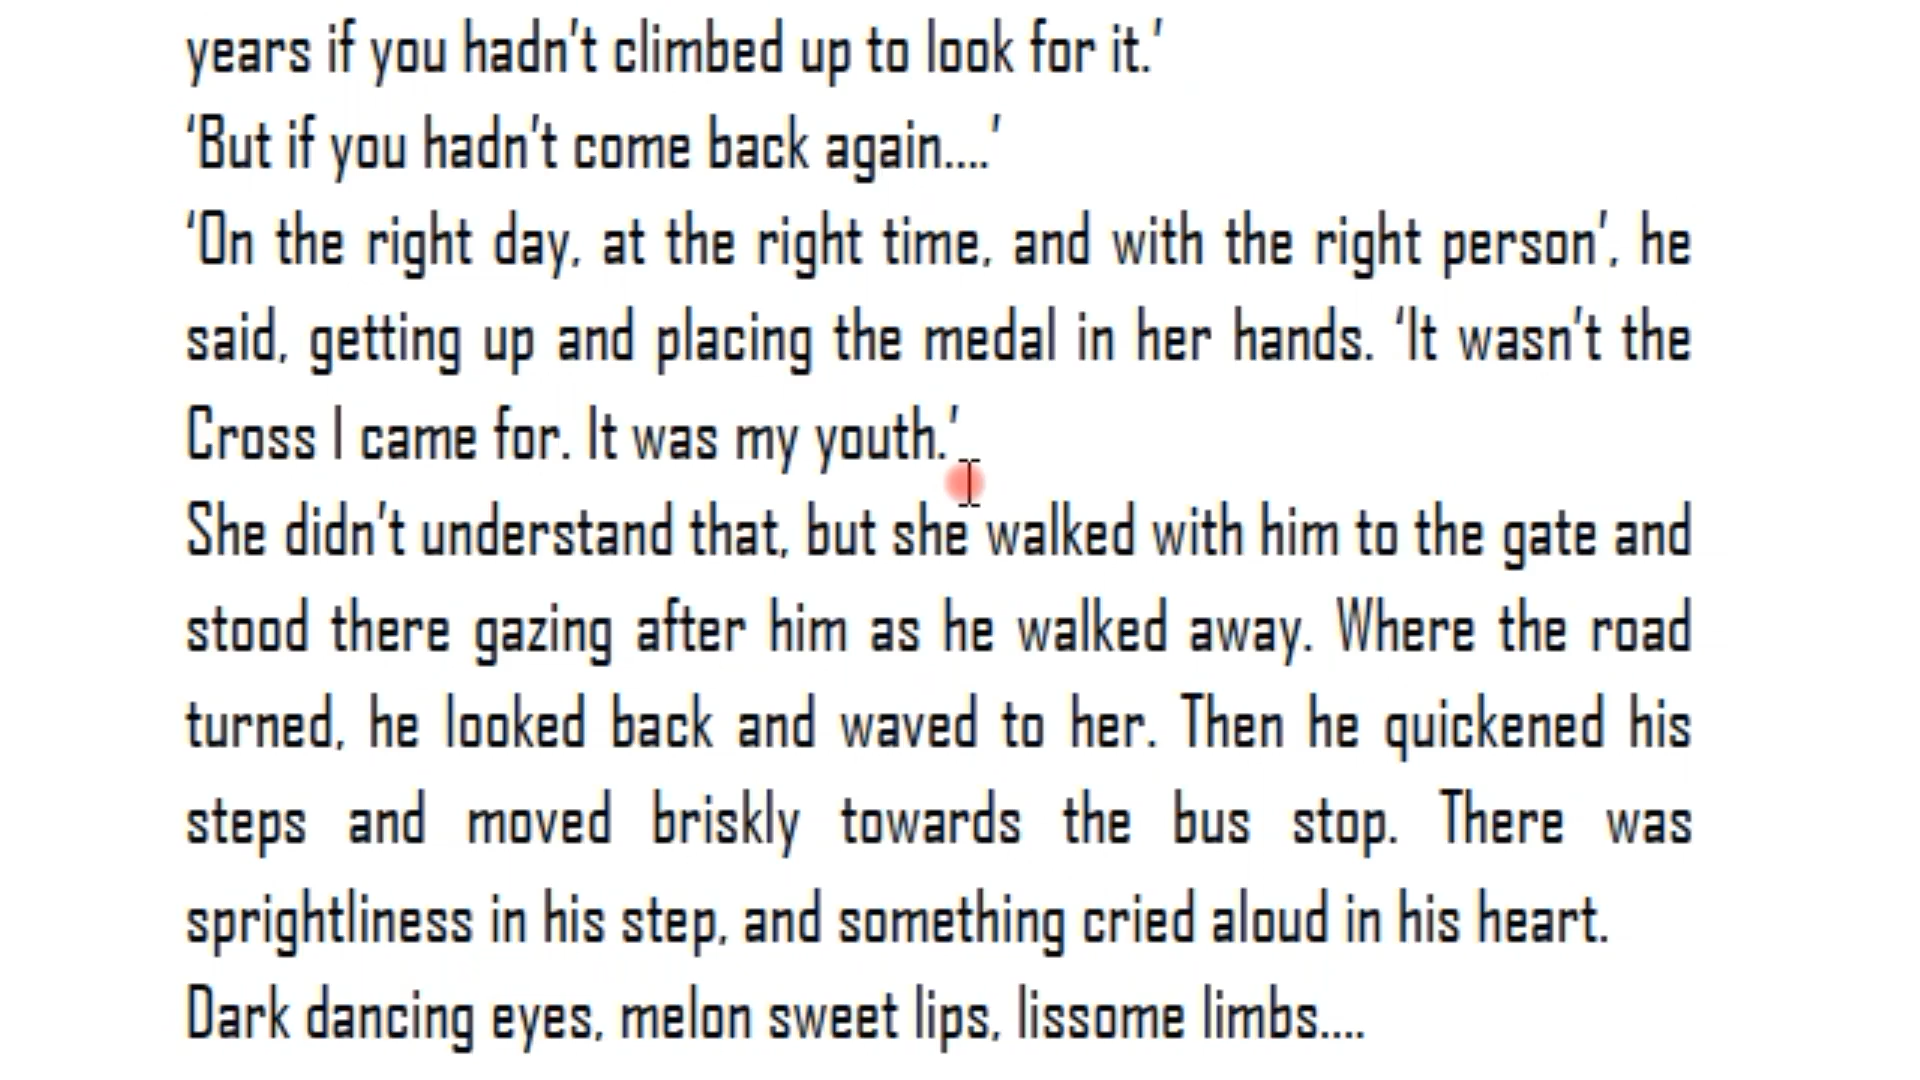 years if you hadn’t climbed up to look for it.’
‘But if you hadn’t come back again....’
‘On the right day, at the right time, and with the right person’, he
said, getting up and placing the medal in her hands. ‘It wasn’t the
Cross I came for. It was my youth.’
She didn’t understand that, but she walked with him to the gate and
stood there gazing after him as he walked away. Where the road
turned, he looked back and waved to her. Then he quickened his
steps and moved briskly towards the bus stop. There was
sprightliness in his step, and something cried aloud in his heart.
Dark dancing eyes, melon sweet lips, lissome limbs....